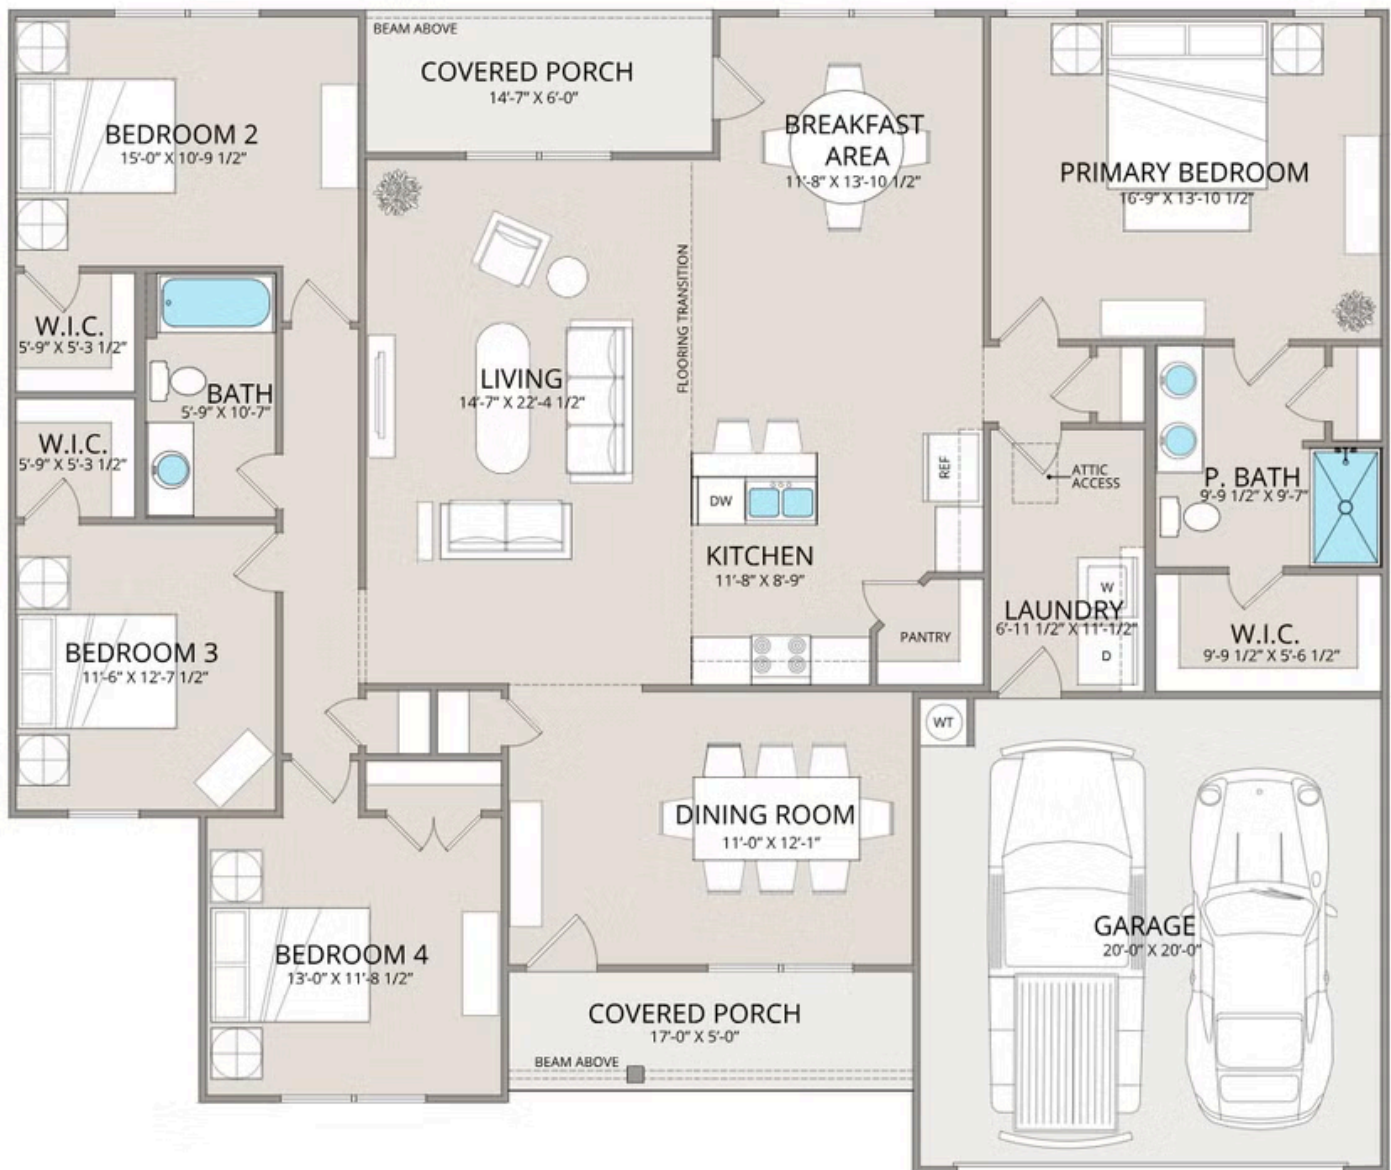 BEAM ABOVE
COVERED PORCH
14'-7" X 6'-0"
BEDROOM 2
15'-0" X 10'-9 1/2"
BREAKFAST
AREA
11'-8" X 13'-10 1/2"
PRIMARY BEDROOM
16'-9" X 13'-10 1/2"
W.I.C.
5'-9" X 5'-3 1/2"
BATH
5'-9" X 10'-7"
W.I.C.
5'-9" X 5'-3 1/2"
LIVING
14'-7" X 22'-4 1/2"
FLOORING TRANSITION
DW
REF
KITCHEN
11'-8" X 8'-9"
PANTRY
ATTIC
ACCESS
P. BATH
9'-9 1/2" X 9'-7"
W
LAUNDRY
6'-11 1/2" X 11'-1/2"
D
W.I.C.
9'-9 1/2" X 5'-6 1/2"
BEDROOM 3
11'-6" X 12'-7 1/2"
WT
DINING ROOM
11'-0" X 12'-1"
BEDROOM 4
13'-0" X 11'-8 1/2"
GARAGE
20'-0" X 20'-0"
COVERED PORCH
17'-0" X 5'-0"
BEAM ABOVE